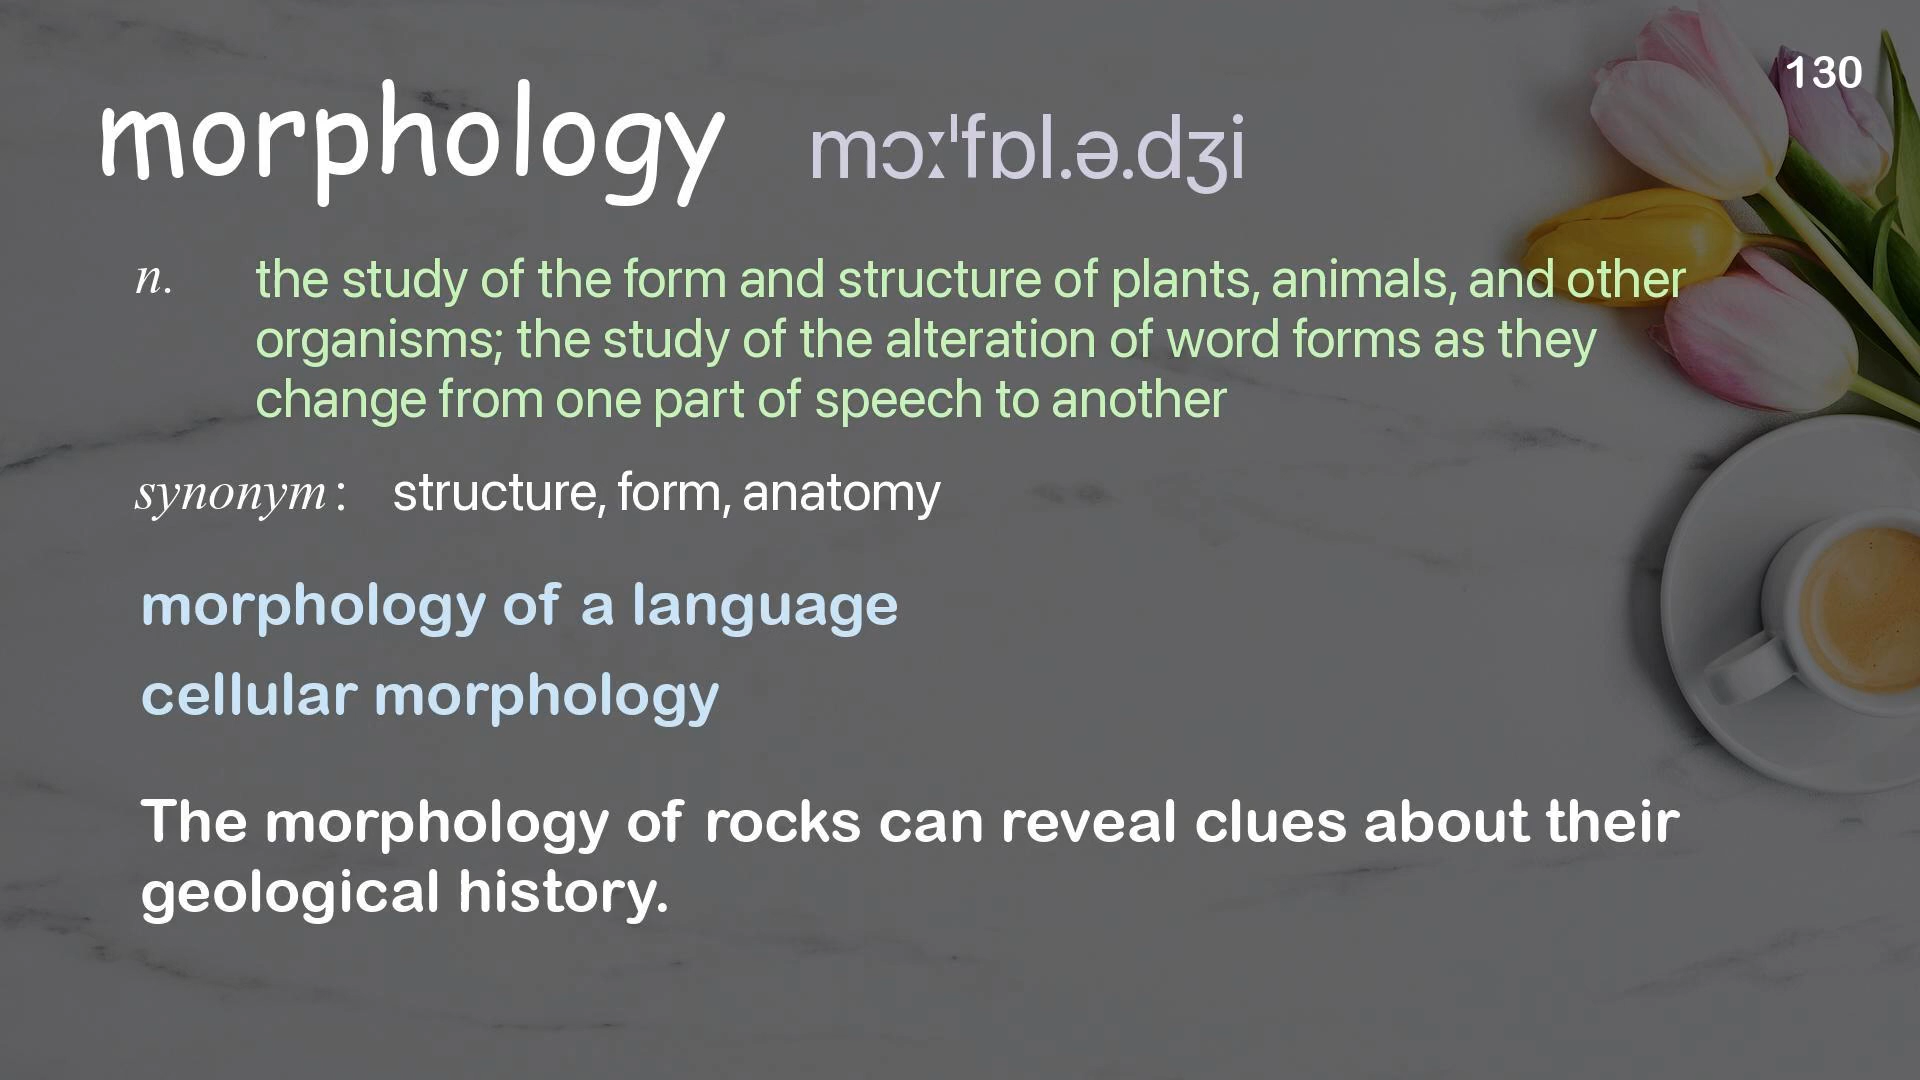 130
morphology mɔːˈfɒl.ə.dʒi
n. the study of the form and structure of plants, animals, and other
organisms; the study of the alteration of word forms as they
change from one part of speech to another
synonym : structure, form, anatomy
morphology of a language
cellular morphology
The morphology of rocks can reveal clues about their
geological history.